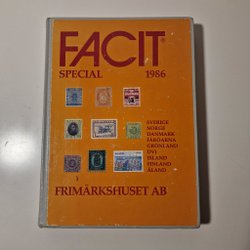 FACIT®
SPECIAL 1986
SVERIGE
NORGE
DANMARK
FÄRÖARNA
GRÖNLAND
DVI
ISLAND
FINLAND
ÅLAND
FRIMÄRKSHUSET AB